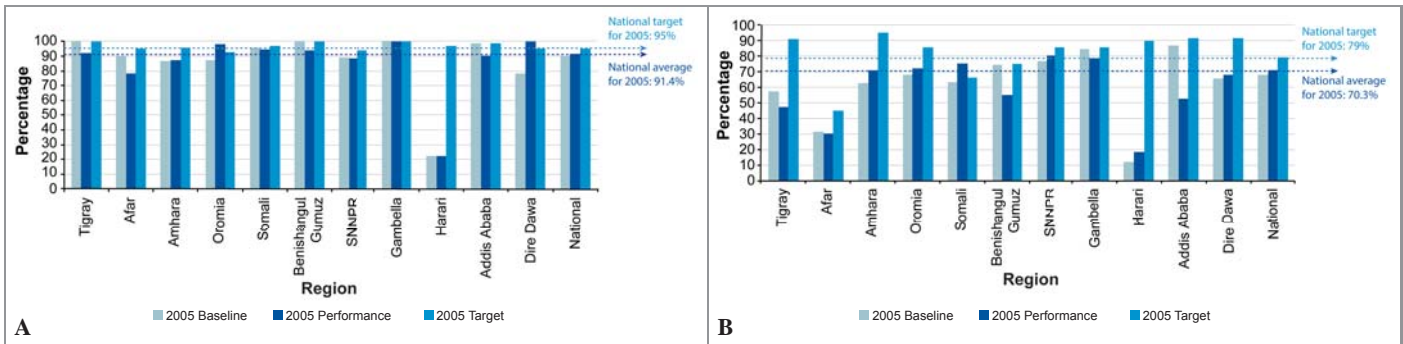 Percentage
100
90
80
70
60
50
40
30
20
10
0
National target
for 2005: 95%
National average
for 2005: 91.4%
Tigray
Afar
Amhara
Oromia
Somali
Benishangul
Gumuz
SNNPR
Gambella
Harari
Addis Ababa
Dire Dawa
National
Region
2005 Baseline 2005 Performance 2005 Target
A
Percentage
100
90
80
70
60
50
40
30
20
10
0
National target
for 2005: 79%
National average
for 2005: 70.3%
Tigray
Afar
Amhara
Oromia
Somali
Benishangul
Gumuz
SNNPR
Gambella
Harari
Addis Ababa
Dire Dawa
National
Region
2005 Baseline 2005 Performance 2005 Target
B